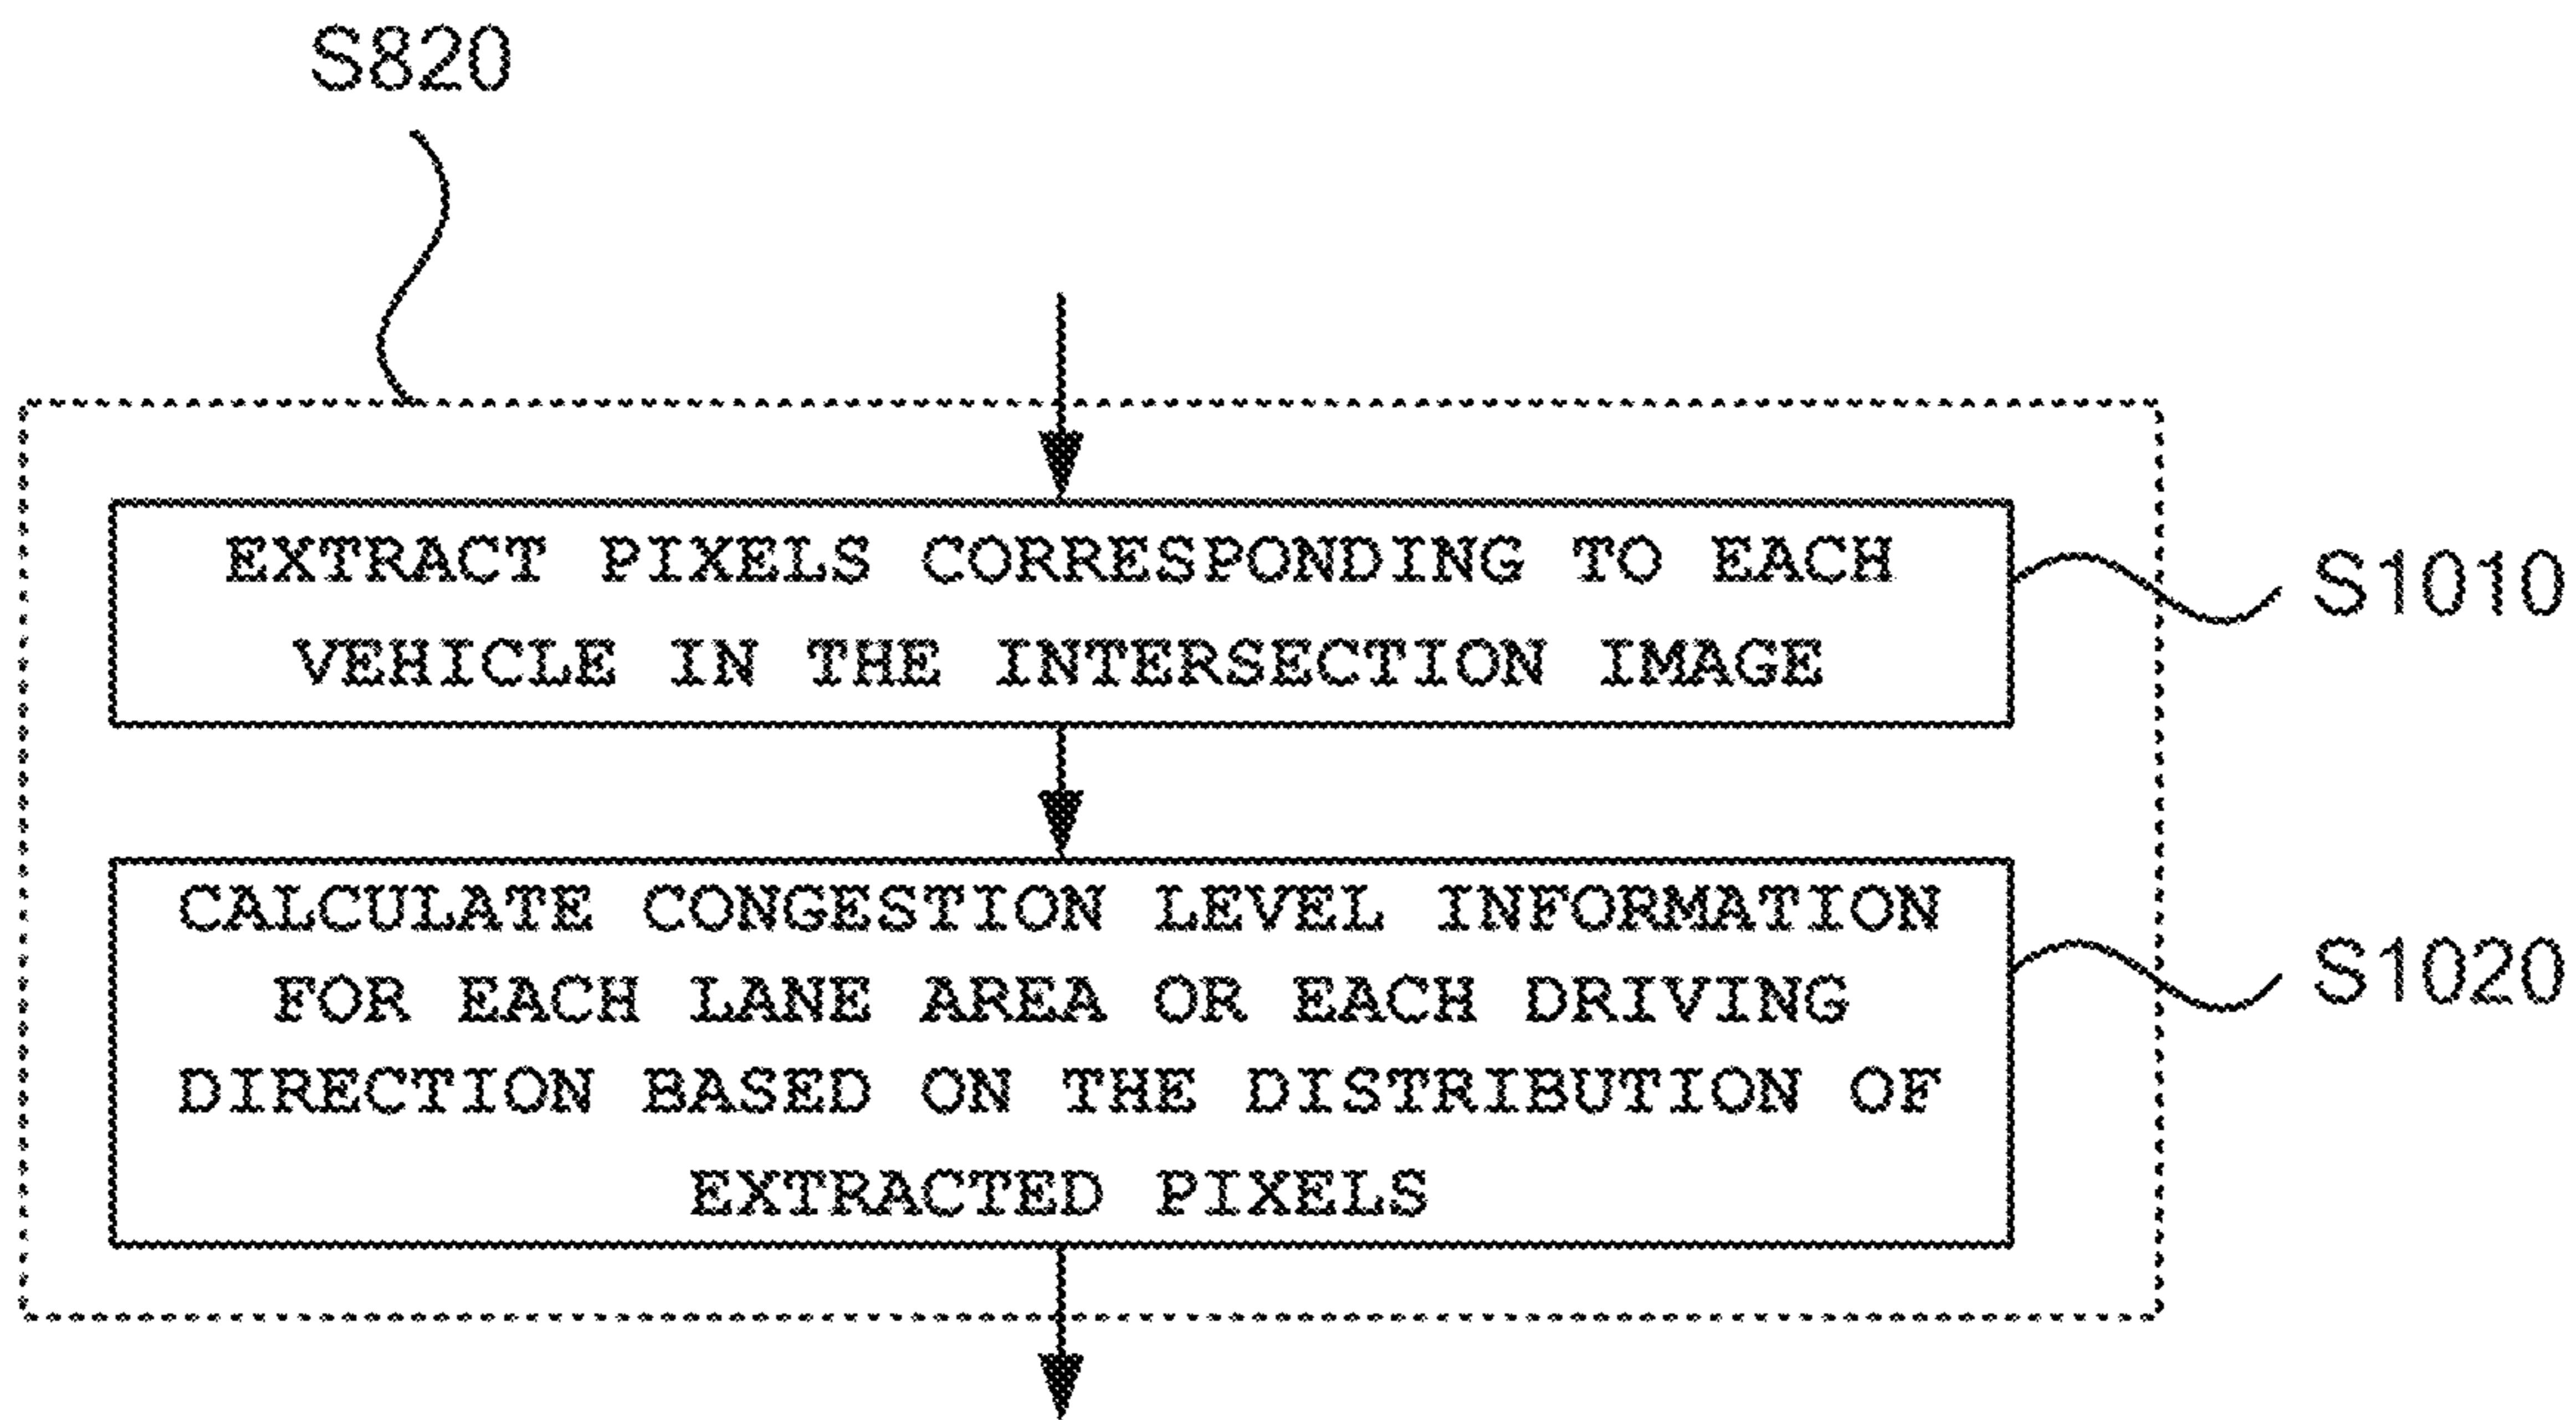 S820
EXTRACT PIXELS CORRESPONDING TO EACH
VEHICLE IN THE INTERSECTION IMAGE
S1010
CALCULATE CONGESTION LEVEL INFORMATION
FOR EACH LANE AREA OR EACH DRIVING
DIRECTION BASED ON THE DISTRIBUTION OF
EXTRACTED PIXELS
S1020